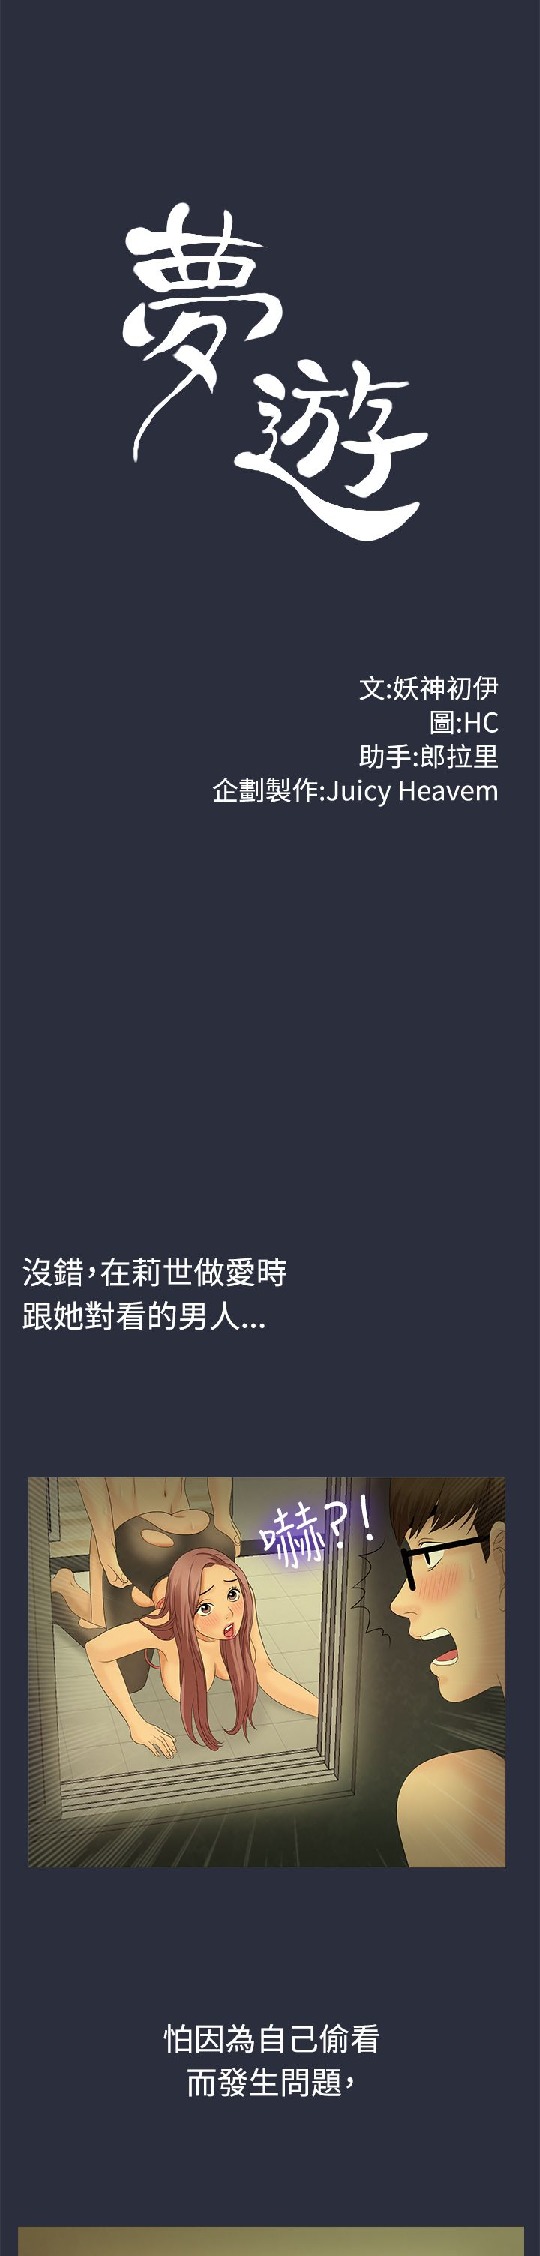 夢遊
文:妖神初伊
圖:HC
助手:郎拉里
企劃製作:Juicy Heavem
沒錯,在莉世做愛時
跟她對看的男人...
嚇?!
怕因為自己偷看
而發生問題,